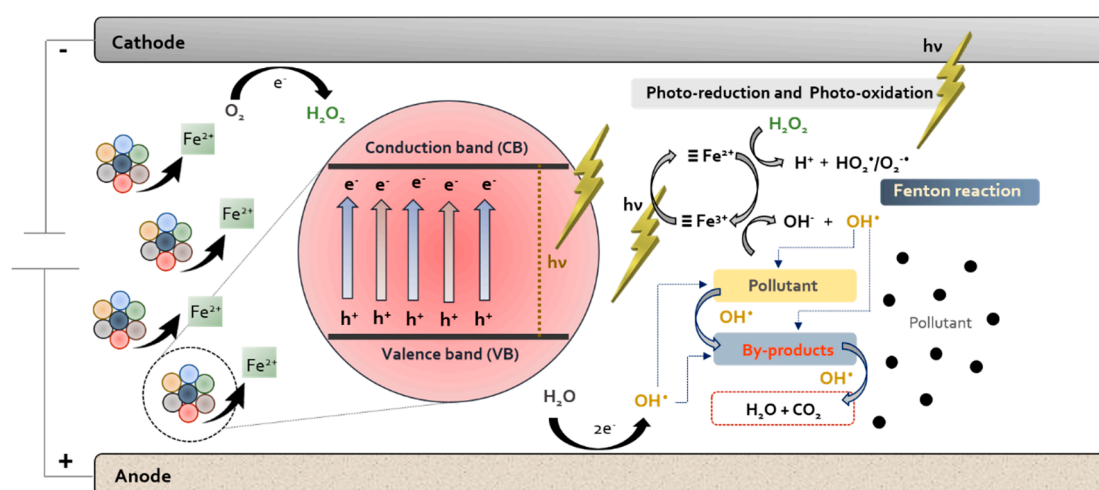 -
Cathode
hν
O₂
e⁻
H₂O₂
Fe²⁺
Fe²⁺
Fe²⁺
Fe²⁺
Conduction band (CB)
e⁻ e⁻ e⁻ e⁻ e⁻
hν
h⁺ h⁺ h⁺ h⁺ h⁺
Valence band (VB)
Photo-reduction and Photo-oxidation
H₂O₂
≡ Fe²⁺
H⁺ + HO₂•/O₂⁻•
Fenton reaction
hν
≡ Fe³⁺
OH⁻ + OH•
Pollutant
OH•
Pollutant
By-products
OH•
H₂O
OH•
H₂O + CO₂
2e⁻
+
Anode